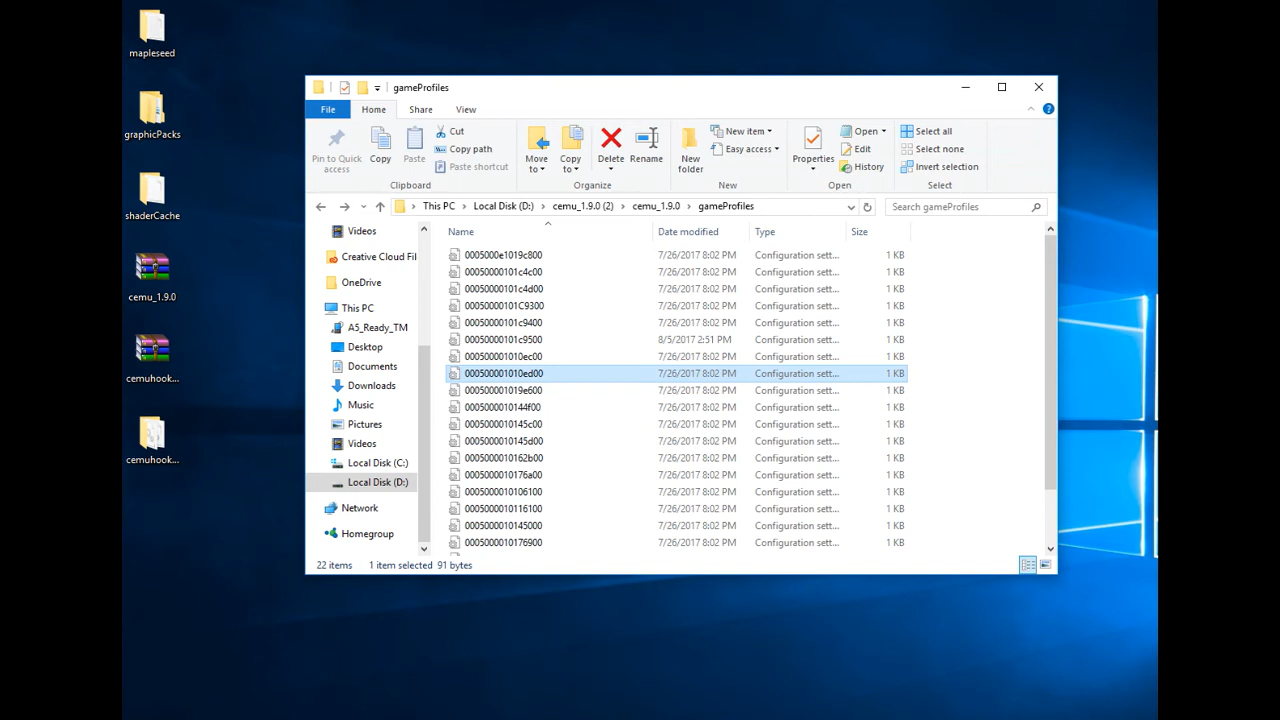 mapleseed
graphicPacks
shaderCache
cemu_1.9.0
cemuhook...
cemuhook...
gameProfiles
File Home Share View
Pin to Quick access
Copy
Paste
Cut
Copy path
Paste shortcut
Clipboard
Move to
Copy to
Delete
Rename
Organize
New folder
New item
Easy access
New
Properties
Open
Edit
History
Open
Select all
Select none
Invert selection
Select
This PC > Local Disk (D:) > cemu_1.9.0 (2) > cemu_1.9.0 > gameProfiles
Search gameProfiles
Videos
Creative Cloud Fil
OneDrive
This PC
A5_Ready_TM
Desktop
Documents
Downloads
Music
Pictures
Videos
Local Disk (C:)
Local Disk (D:)
Network
Homegroup
Name Date modified Type Size
0005000e1019c800 7/26/2017 8:02 PM Configuration sett... 1 KB
00050000101c4c00 7/26/2017 8:02 PM Configuration sett... 1 KB
00050000101c4d00 7/26/2017 8:02 PM Configuration sett... 1 KB
00050000101C9300 7/26/2017 8:02 PM Configuration sett... 1 KB
00050000101c9400 7/26/2017 8:02 PM Configuration sett... 1 KB
00050000101c9500 8/5/2017 2:51 PM Configuration sett... 1 KB
000500001010ec00 7/26/2017 8:02 PM Configuration sett... 1 KB
000500001010ed00 7/26/2017 8:02 PM Configuration sett... 1 KB
000500001019e600 7/26/2017 8:02 PM Configuration sett... 1 KB
0005000010144f00 7/26/2017 8:02 PM Configuration sett... 1 KB
0005000010145c00 7/26/2017 8:02 PM Configuration sett... 1 KB
0005000010145d00 7/26/2017 8:02 PM Configuration sett... 1 KB
0005000010162b00 7/26/2017 8:02 PM Configuration sett... 1 KB
0005000010176a00 7/26/2017 8:02 PM Configuration sett... 1 KB
0005000010106100 7/26/2017 8:02 PM Configuration sett... 1 KB
0005000010116100 7/26/2017 8:02 PM Configuration sett... 1 KB
0005000010145000 7/26/2017 8:02 PM Configuration sett... 1 KB
0005000010176900 7/26/2017 8:02 PM Configuration sett... 1 KB
22 items 1 item selected 91 bytes